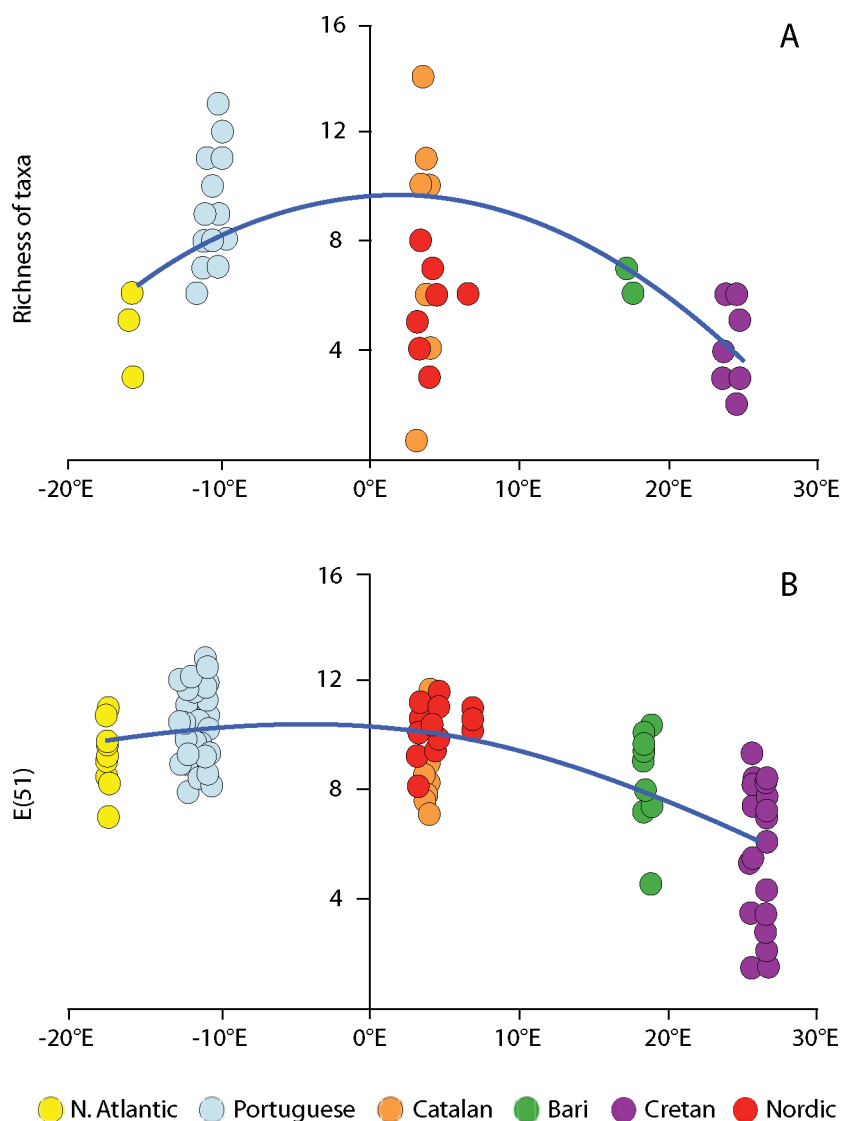 16
A
12
Richness of taxa
8
4
-20°E -10°E 0°E 10°E 20°E 30°E
16
B
12
E(51)
8
4
-20°E -10°E 0°E 10°E 20°E 30°E
N. Atlantic Portuguese Catalan Bari Cretan Nordic